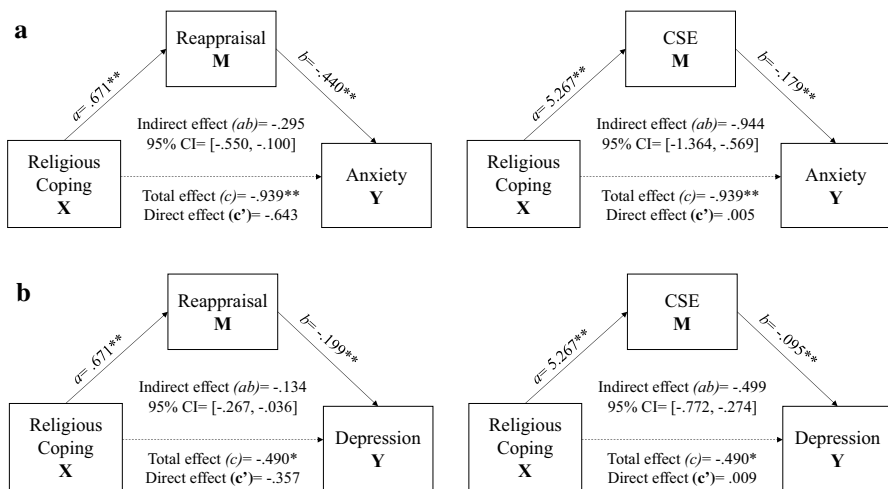 a
Reappraisal
M
a= .671**
b= -.440**
Indirect effect (ab)= -.295
95% CI= [-.550, -.100]
Religious
Coping
X
Anxiety
Y
Total effect (c)= -.939**
Direct effect (c’)= -.643
CSE
M
a= 5.267**
b= -.179**
Indirect effect (ab)= -.944
95% CI= [-1.364, -.569]
Religious
Coping
X
Anxiety
Y
Total effect (c)= -.939**
Direct effect (c’)= .005
b
Reappraisal
M
a= .671**
b= -.199**
Indirect effect (ab)= -.134
95% CI= [-.267, -.036]
Religious
Coping
X
Depression
Y
Total effect (c)= -.490*
Direct effect (c’)= -.357
CSE
M
a= 5.267**
b= -.095**
Indirect effect (ab)= -.499
95% CI= [-.772, -.274]
Religious
Coping
X
Depression
Y
Total effect (c)= -.490*
Direct effect (c’)= .009